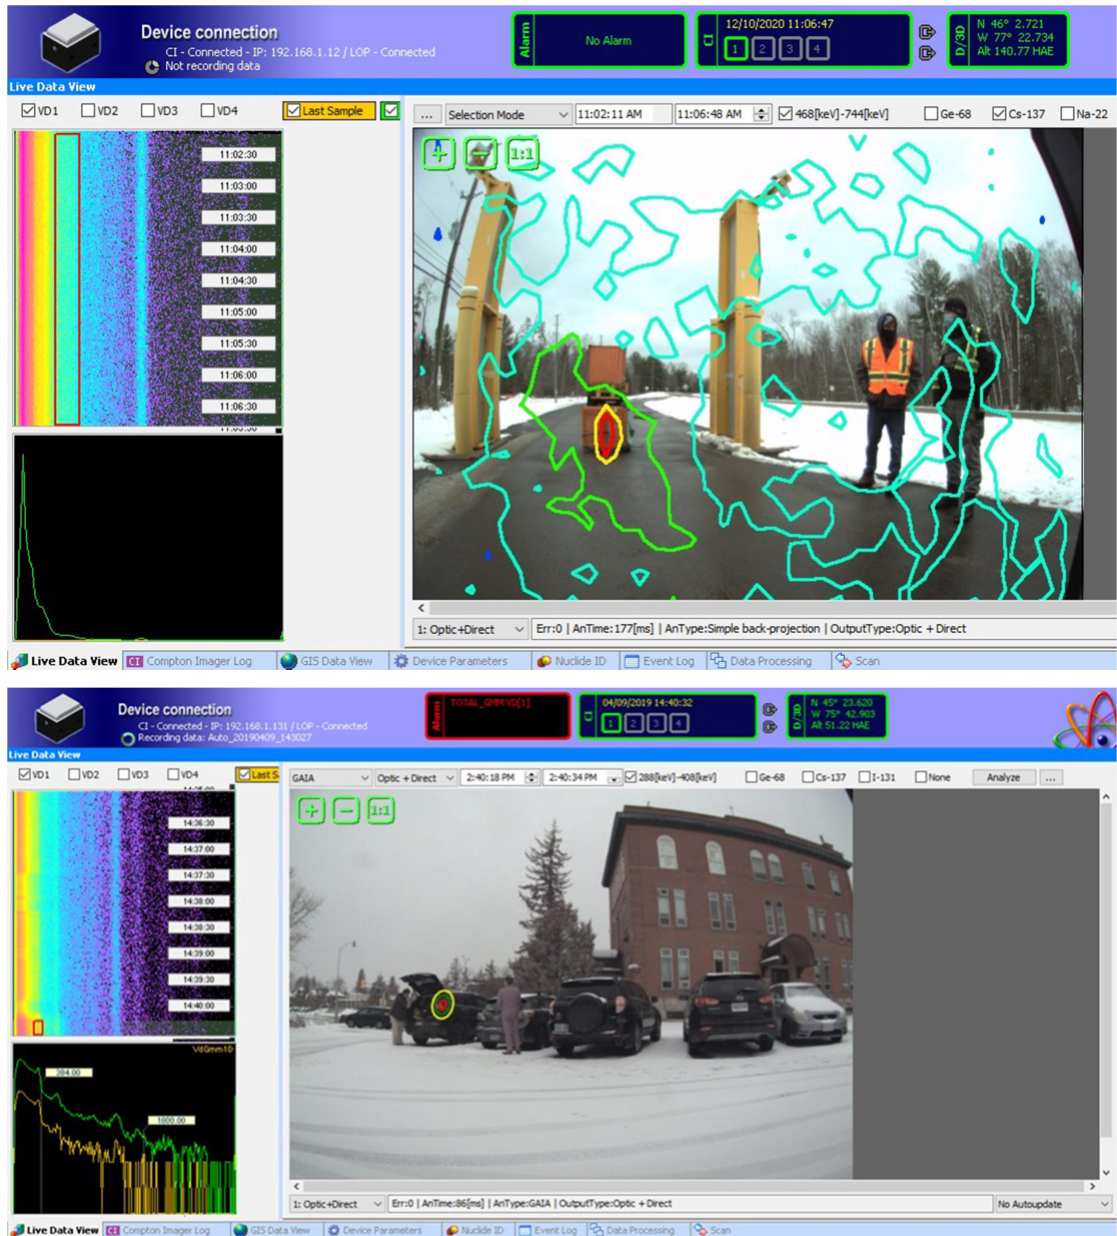 Device connection
CI - Connected - IP: 192.168.1.12 / LOP - Connected
Not recording data
Alarm
No Alarm
CI
12/10/2020 11:06:47
1 2 3 4
D/3D
N 46° 2.721
W 77° 22.734
Alt 140.77 HAE
Live Data View
VD1 VD2 VD3 VD4 Last Sample
... Selection Mode 11:02:11 AM 11:06:48 AM 468[keV]-744[keV] Ge-68 Cs-137 Na-22
+ − 1:1
11:02:30
11:03:00
11:03:30
11:04:00
11:04:30
11:05:00
11:05:30
11:06:00
11:06:30
1: Optic+Direct Err:0 | AnTime:177[ms] | AnType:Simple back-projection | OutputType:Optic + Direct
Live Data View CI Compton Imager Log GIS Data View Device Parameters Nuclide ID Event Log Data Processing Scan
Device connection
CI - Connected - IP: 192.168.1.131 / LOP - Connected
Recording data: Auto_20190409_143027
Alarm
TOTAL_GMM VD[1]
CI
04/09/2019 14:40:32
1 2 3 4
D/3D
N 45° 23.620
W 75° 42.903
Alt 51.22 HAE
Live Data View
VD1 VD2 VD3 VD4 Last S
GAIA Optic + Direct 2:40:18 PM 2:40:34 PM 288[keV]-408[keV] Ge-68 Cs-137 I-131 None Analyze ...
+ − 1:1
14:36:30
14:37:00
14:37:30
14:38:00
14:38:30
14:39:00
14:39:30
14:40:00
VdGmm1D
384.00
1800.00
1: Optic+Direct Err:0 | AnTime:86[ms] | AnType:GAIA | OutputType:Optic + Direct No Autoupdate
Live Data View CI Compton Imager Log GIS Data View Device Parameters Nuclide ID Event Log Data Processing Scan